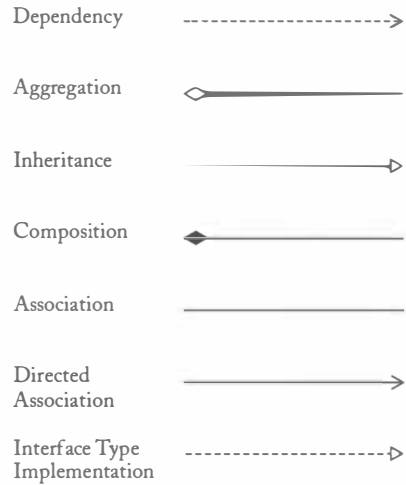 Dependency
Aggregation
Inheritance
Composition
Association
Directed
Association
Interface Type
Implementation